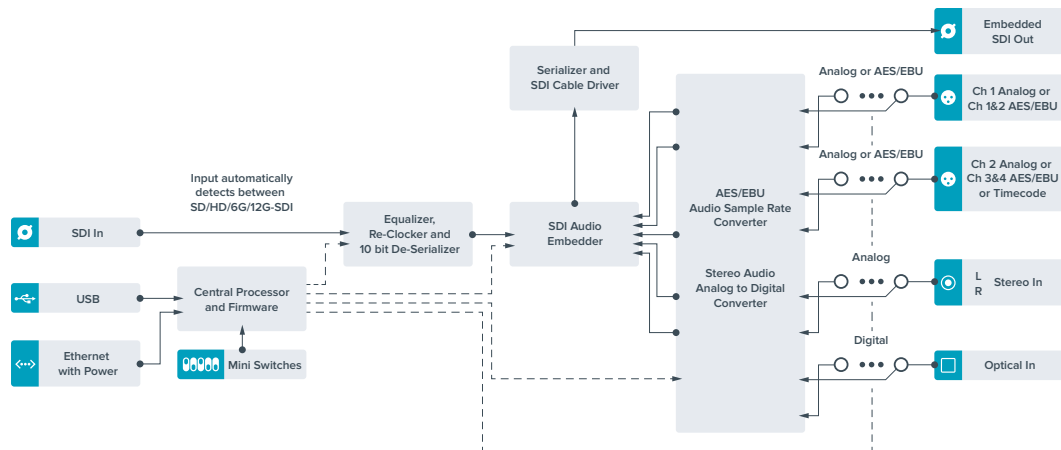 Embedded
SDI Out
Serializer and
SDI Cable Driver
Analog or AES/EBU
Ch 1 Analog or
Ch 1&2 AES/EBU
Analog or AES/EBU
Ch 2 Analog or
Ch 3&4 AES/EBU
or Timecode
Input automatically
detects between
SD/HD/6G/12G-SDI
AES/EBU
Audio Sample Rate
Converter
SDI In
Equalizer,
Re-Clocker and
10 bit De-Serializer
SDI Audio
Embedder
Analog
Stereo Audio
Analog to Digital
Converter
L
R
Stereo In
USB
Central Processor
and Firmware
Digital
Ethernet
with Power
Mini Switches
Optical In